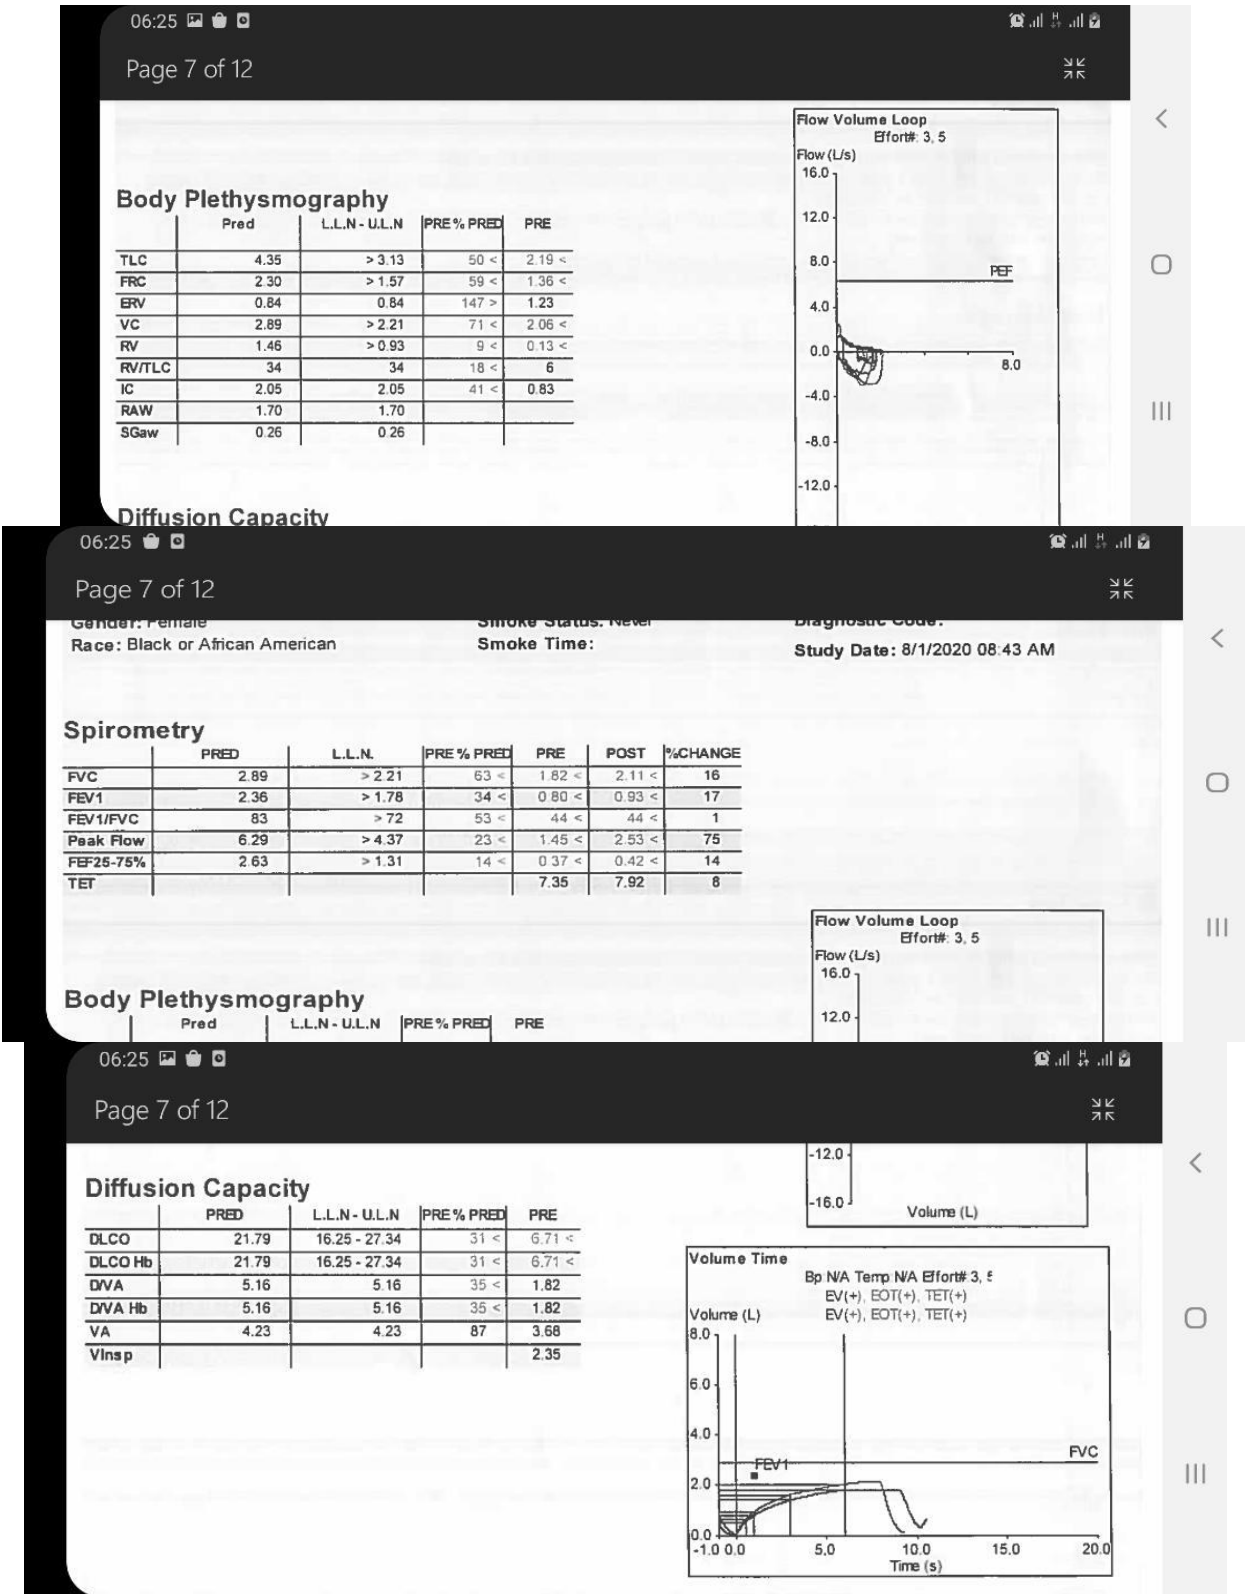 06:25
Page 7 of 12
Flow Volume Loop
Effort#: 3, 5
Flow (L/s)
16.0
12.0
8.0
PEF
4.0
0.0
8.0
-4.0
-8.0
-12.0
Body Plethysmography
Pred L.L.N - U.L.N PRE % PRED PRE
TLC 4.35 > 3.13 50 < 2.19 <
FRC 2.30 > 1.57 59 < 1.36 <
ERV 0.84 0.84 147 > 1.23
VC 2.89 > 2.21 71 < 2.06 <
RV 1.46 > 0.93 9 < 0.13 <
RV/TLC 34 34 18 < 6
IC 2.05 2.05 41 < 0.83
RAW 1.70 1.70
SGaw 0.26 0.26
Diffusion Capacity
06:25
H
Page 7 of 12
Gender: Female Smoke Status: Never Diagnostic Code:
Race: Black or African American Smoke Time: Study Date: 8/1/2020 08:43 AM
Spirometry
PRED L.L.N. PRE % PRED PRE POST %CHANGE
FVC 2.89 > 2.21 63 < 1.82 < 2.11 < 16
FEV1 2.36 > 1.78 34 < 0.80 < 0.93 < 17
FEV1/FVC 83 > 72 53 < 44 < 44 < 1
Peak Flow 6.29 > 4.37 23 < 1.45 < 2.53 < 75
FEF25-75% 2.63 > 1.31 14 < 0.37 < 0.42 < 14
TET 7.35 7.92 8
Flow Volume Loop
Effort#: 3, 5
Flow (L/s)
16.0
12.0
Body Plethysmography
Pred L.L.N - U.L.N PRE % PRED PRE
06:25
H
Page 7 of 12
-12.0
-16.0
Volume (L)
Diffusion Capacity
PRED L.L.N - U.L.N PRE % PRED PRE
DLCO 21.79 16.25 - 27.34 31 < 6.71 <
DLCO Hb 21.79 16.25 - 27.34 31 < 6.71 <
D/VA 5.16 5.16 35 < 1.82
D/VA Hb 5.16 5.16 35 < 1.82
VA 4.23 4.23 87 3.68
VInsp 2.35
Volume Time
Bp:N/A Temp:N/A Effort#:3, 5
EV(+), EOT(+), TET(+)
EV(+), EOT(+), TET(+)
Volume (L)
8.0
6.0
4.0
FVC
FEV1
2.0
0.0
-1.0 0.0 5.0 10.0 15.0 20.0
Time (s)